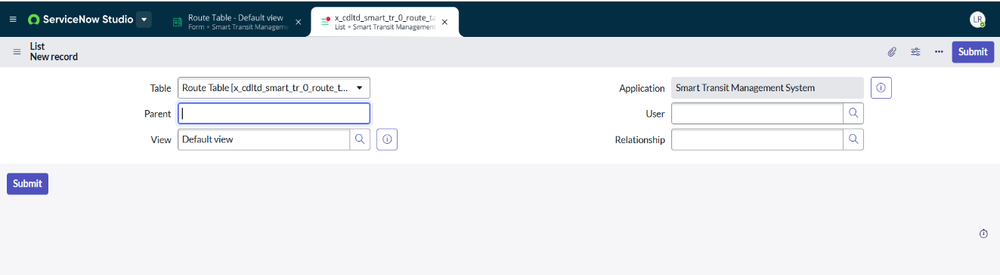 ServiceNow Studio
Route Table - Default view
Form • Smart Transit Manageme
x_cdltd_smart_tr_0_route_ta
List • Smart Transit Management
LR
List
New record
Submit
Table
Route Table [x_cdltd_smart_tr_0_route_t...
Application
Smart Transit Management System
Parent
User
View
Default view
Relationship
Submit